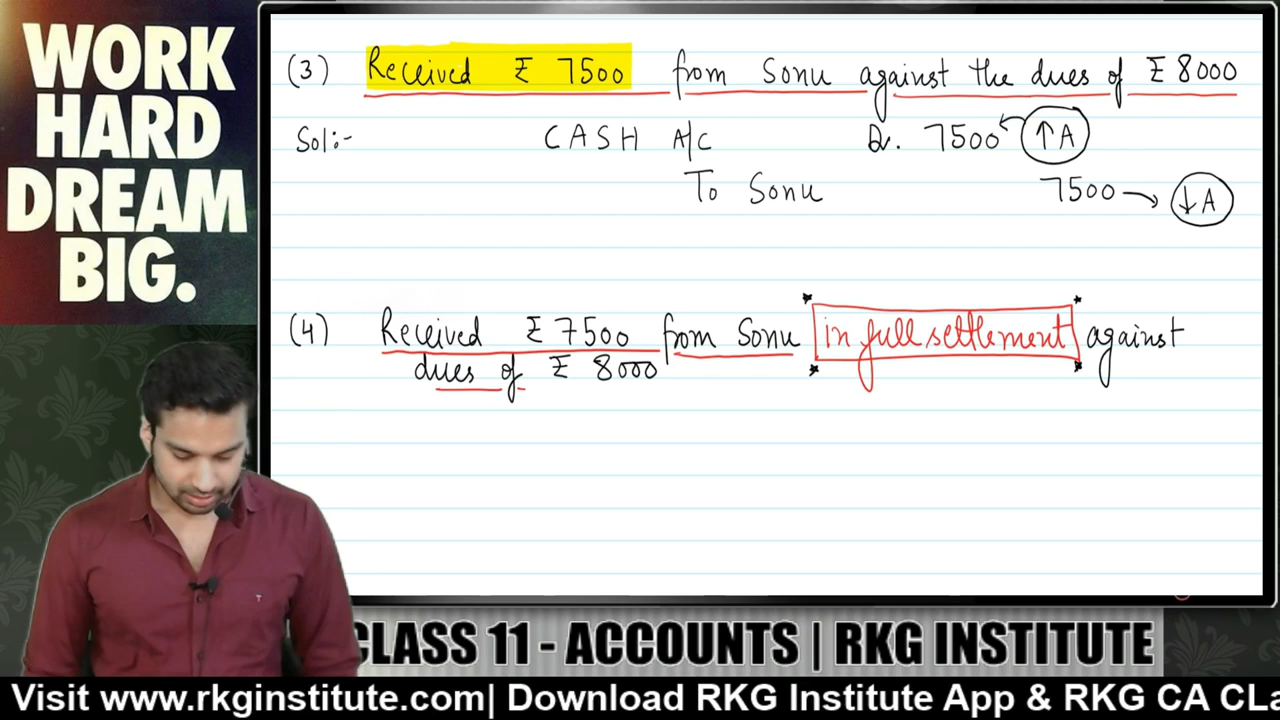 WORK
HARD
DREAM
BIG.
(3) Received ₹ 7500 from Sonu against the dues of ₹ 8000
Sol:- CASH A/C Dr. 7500 ↑A
To Sonu 7500 → ↓A
(4) Received ₹ 7500 from Sonu in full settlement against
dues of ₹ 8000
CLASS 11 - ACCOUNTS | RKG INSTITUTE
Visit www.rkginstitute.com| Download RKG Institute App & RKG CA CLa